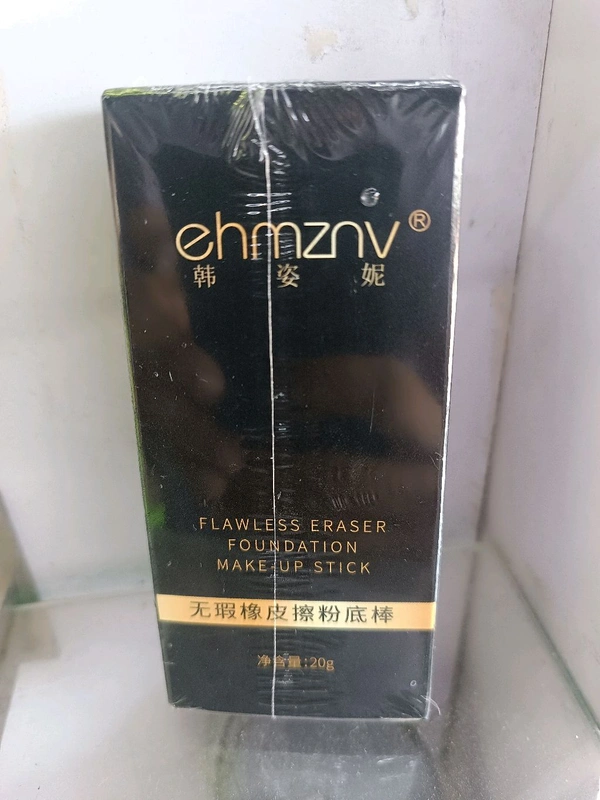 ehmznv®
韩姿妮
FLAWLESS ERASER
FOUNDATION
MAKE-UP STICK
无瑕橡皮擦粉底棒
净含量:20g